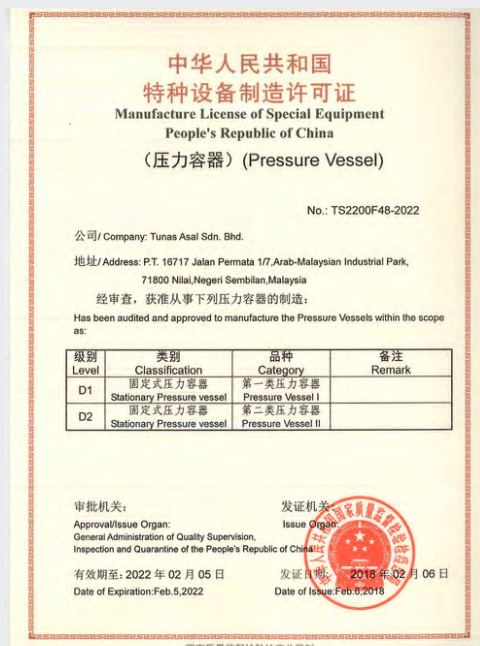 中华人民共和国
特种设备制造许可证
Manufacture License of Special Equipment
People's Republic of China
（压力容器）(Pressure Vessel)
No.: TS2200F48-2022
公司/ Company: Tunas Asal Sdn. Bhd.
地址/ Address: P.T. 16717 Jalan Permata 1/7,Arab-Malaysian Industrial Park,
71800 Nilai,Negeri Sembilan,Malaysia
经审查，获准从事下列压力容器的制造：
Has been audited and approved to manufacture the Pressure Vessels within the scope
as:
级别 类别 品种 备注
Level Classification Category Remark
D1 固定式压力容器 第一类压力容器
Stationary Pressure vessel Pressure Vessel I
D2 固定式压力容器 第二类压力容器
Stationary Pressure vessel Pressure Vessel II
审批机关： 发证机关：
Approval/Issue Organ: Issue Organ:
General Administration of Quality Supervision,
Inspection and Quarantine of the People's Republic of China
有效期至：2022 年 02 月 05 日 发证日期：2018 年 02 月 06 日
Date of Expiration:Feb.5,2022 Date of Issue:Feb.6,2018